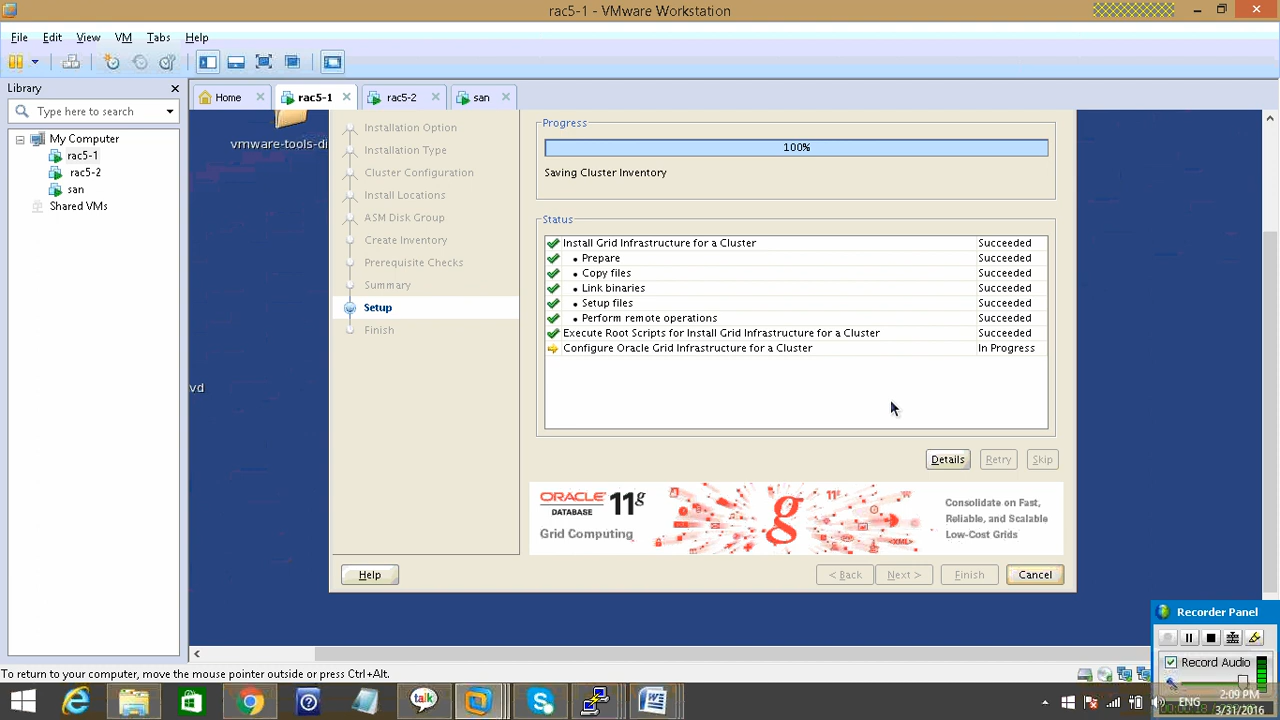 rac5-1 - VMware Workstation
File Edit View VM Tabs Help
Library
Type here to search
My Computer
rac5-1
rac5-2
san
Shared VMs
Home
rac5-1
rac5-2
san
vmware-tools-di
vd
Installation Option
Installation Type
Cluster Configuration
Install Locations
ASM Disk Group
Create Inventory
Prerequisite Checks
Summary
Setup
Finish
Progress
100%
Saving Cluster Inventory
Status
Install Grid Infrastructure for a Cluster Succeeded
• Prepare Succeeded
• Copy files Succeeded
• Link binaries Succeeded
• Setup files Succeeded
• Perform remote operations Succeeded
Execute Root Scripts for Install Grid Infrastructure for a Cluster Succeeded
Configure Oracle Grid Infrastructure for a Cluster In Progress
Details Retry Skip
ORACLE
DATABASE 11g
Grid Computing
g
11g
XML
Consolidate on Fast,
Reliable, and Scalable
Low-Cost Grids
Help < Back Next > Finish Cancel
Recorder Panel
Record Audio
To return to your computer, move the mouse pointer outside or press Ctrl+Alt.
talk
ENG
2:09 PM
3/31/2016